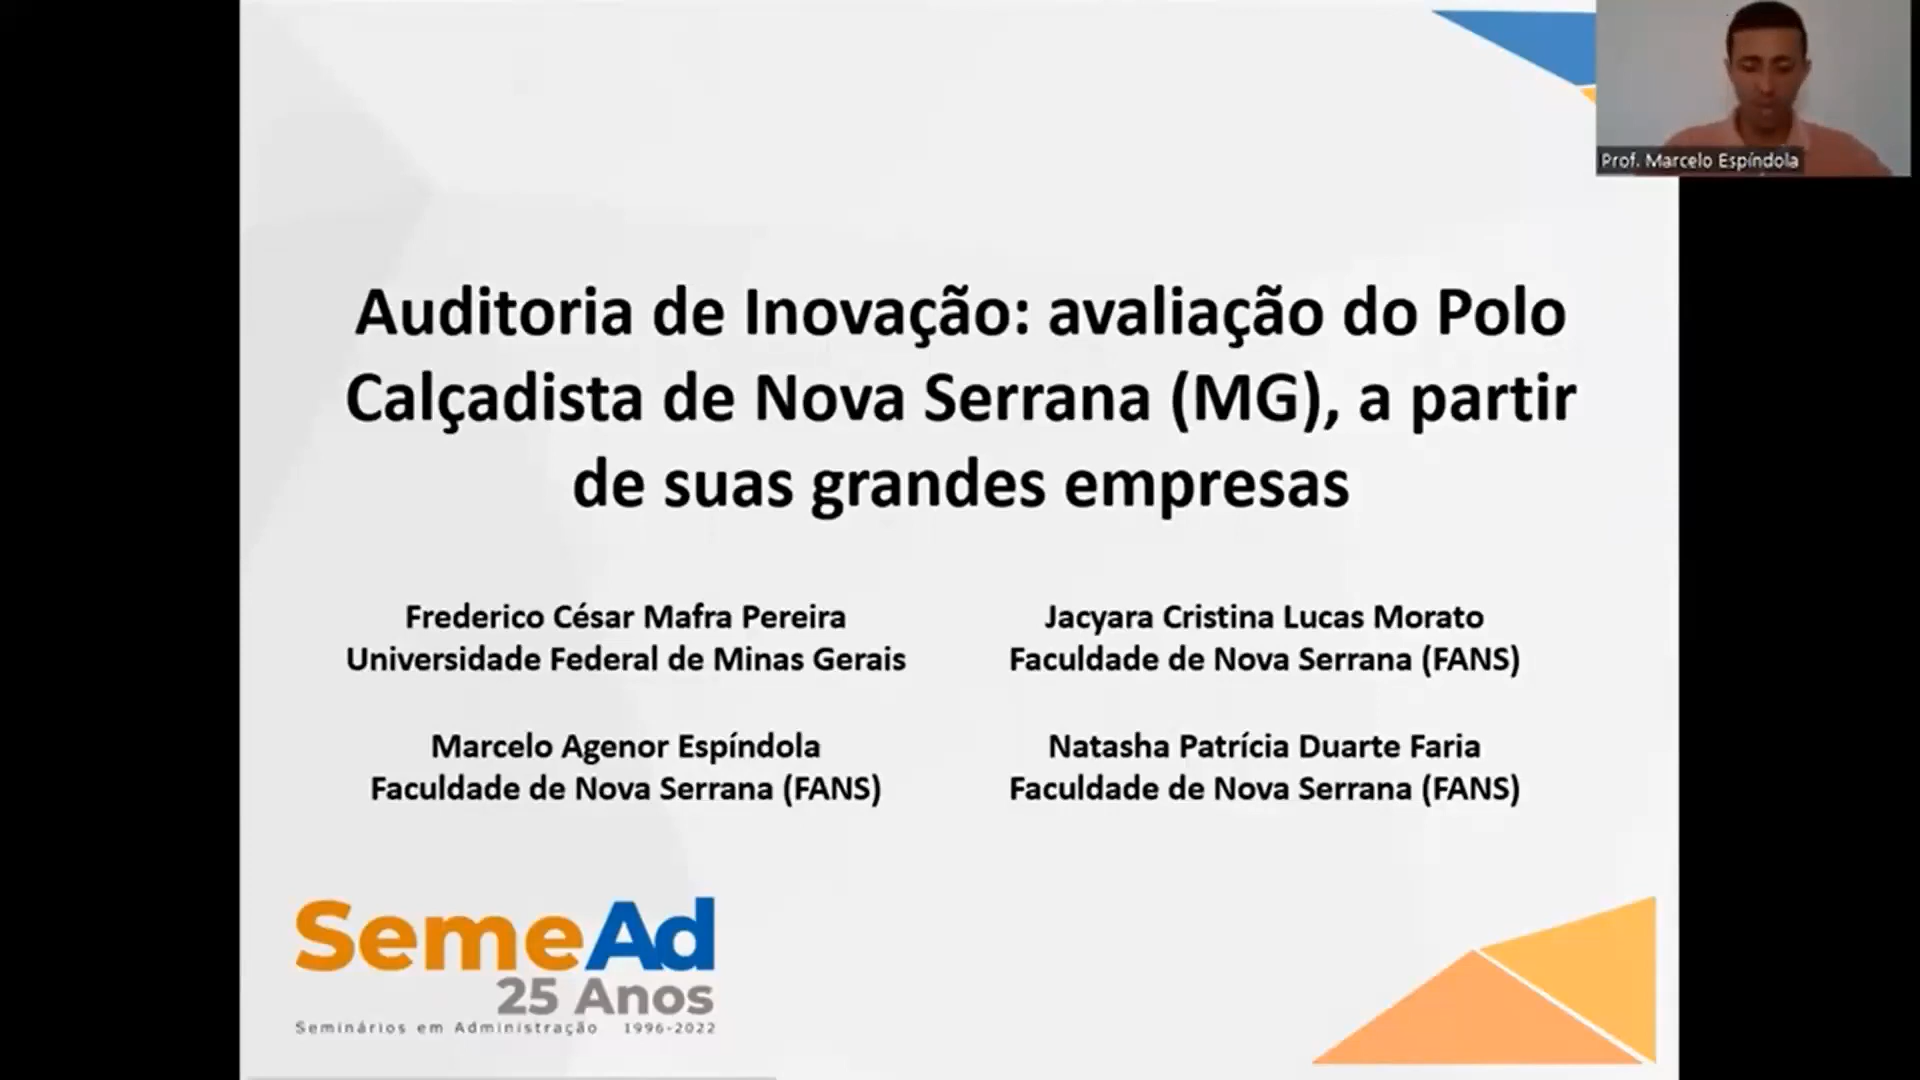 Prof. Marcelo Espíndola
Auditoria de Inovação: avaliação do Polo
Calçadista de Nova Serrana (MG), a partir
de suas grandes empresas
Frederico César Mafra Pereira
Universidade Federal de Minas Gerais
Jacyara Cristina Lucas Morato
Faculdade de Nova Serrana (FANS)
Marcelo Agenor Espíndola
Faculdade de Nova Serrana (FANS)
Natasha Patrícia Duarte Faria
Faculdade de Nova Serrana (FANS)
SemeAd
25 Anos
Seminários em Administração 1996-2022